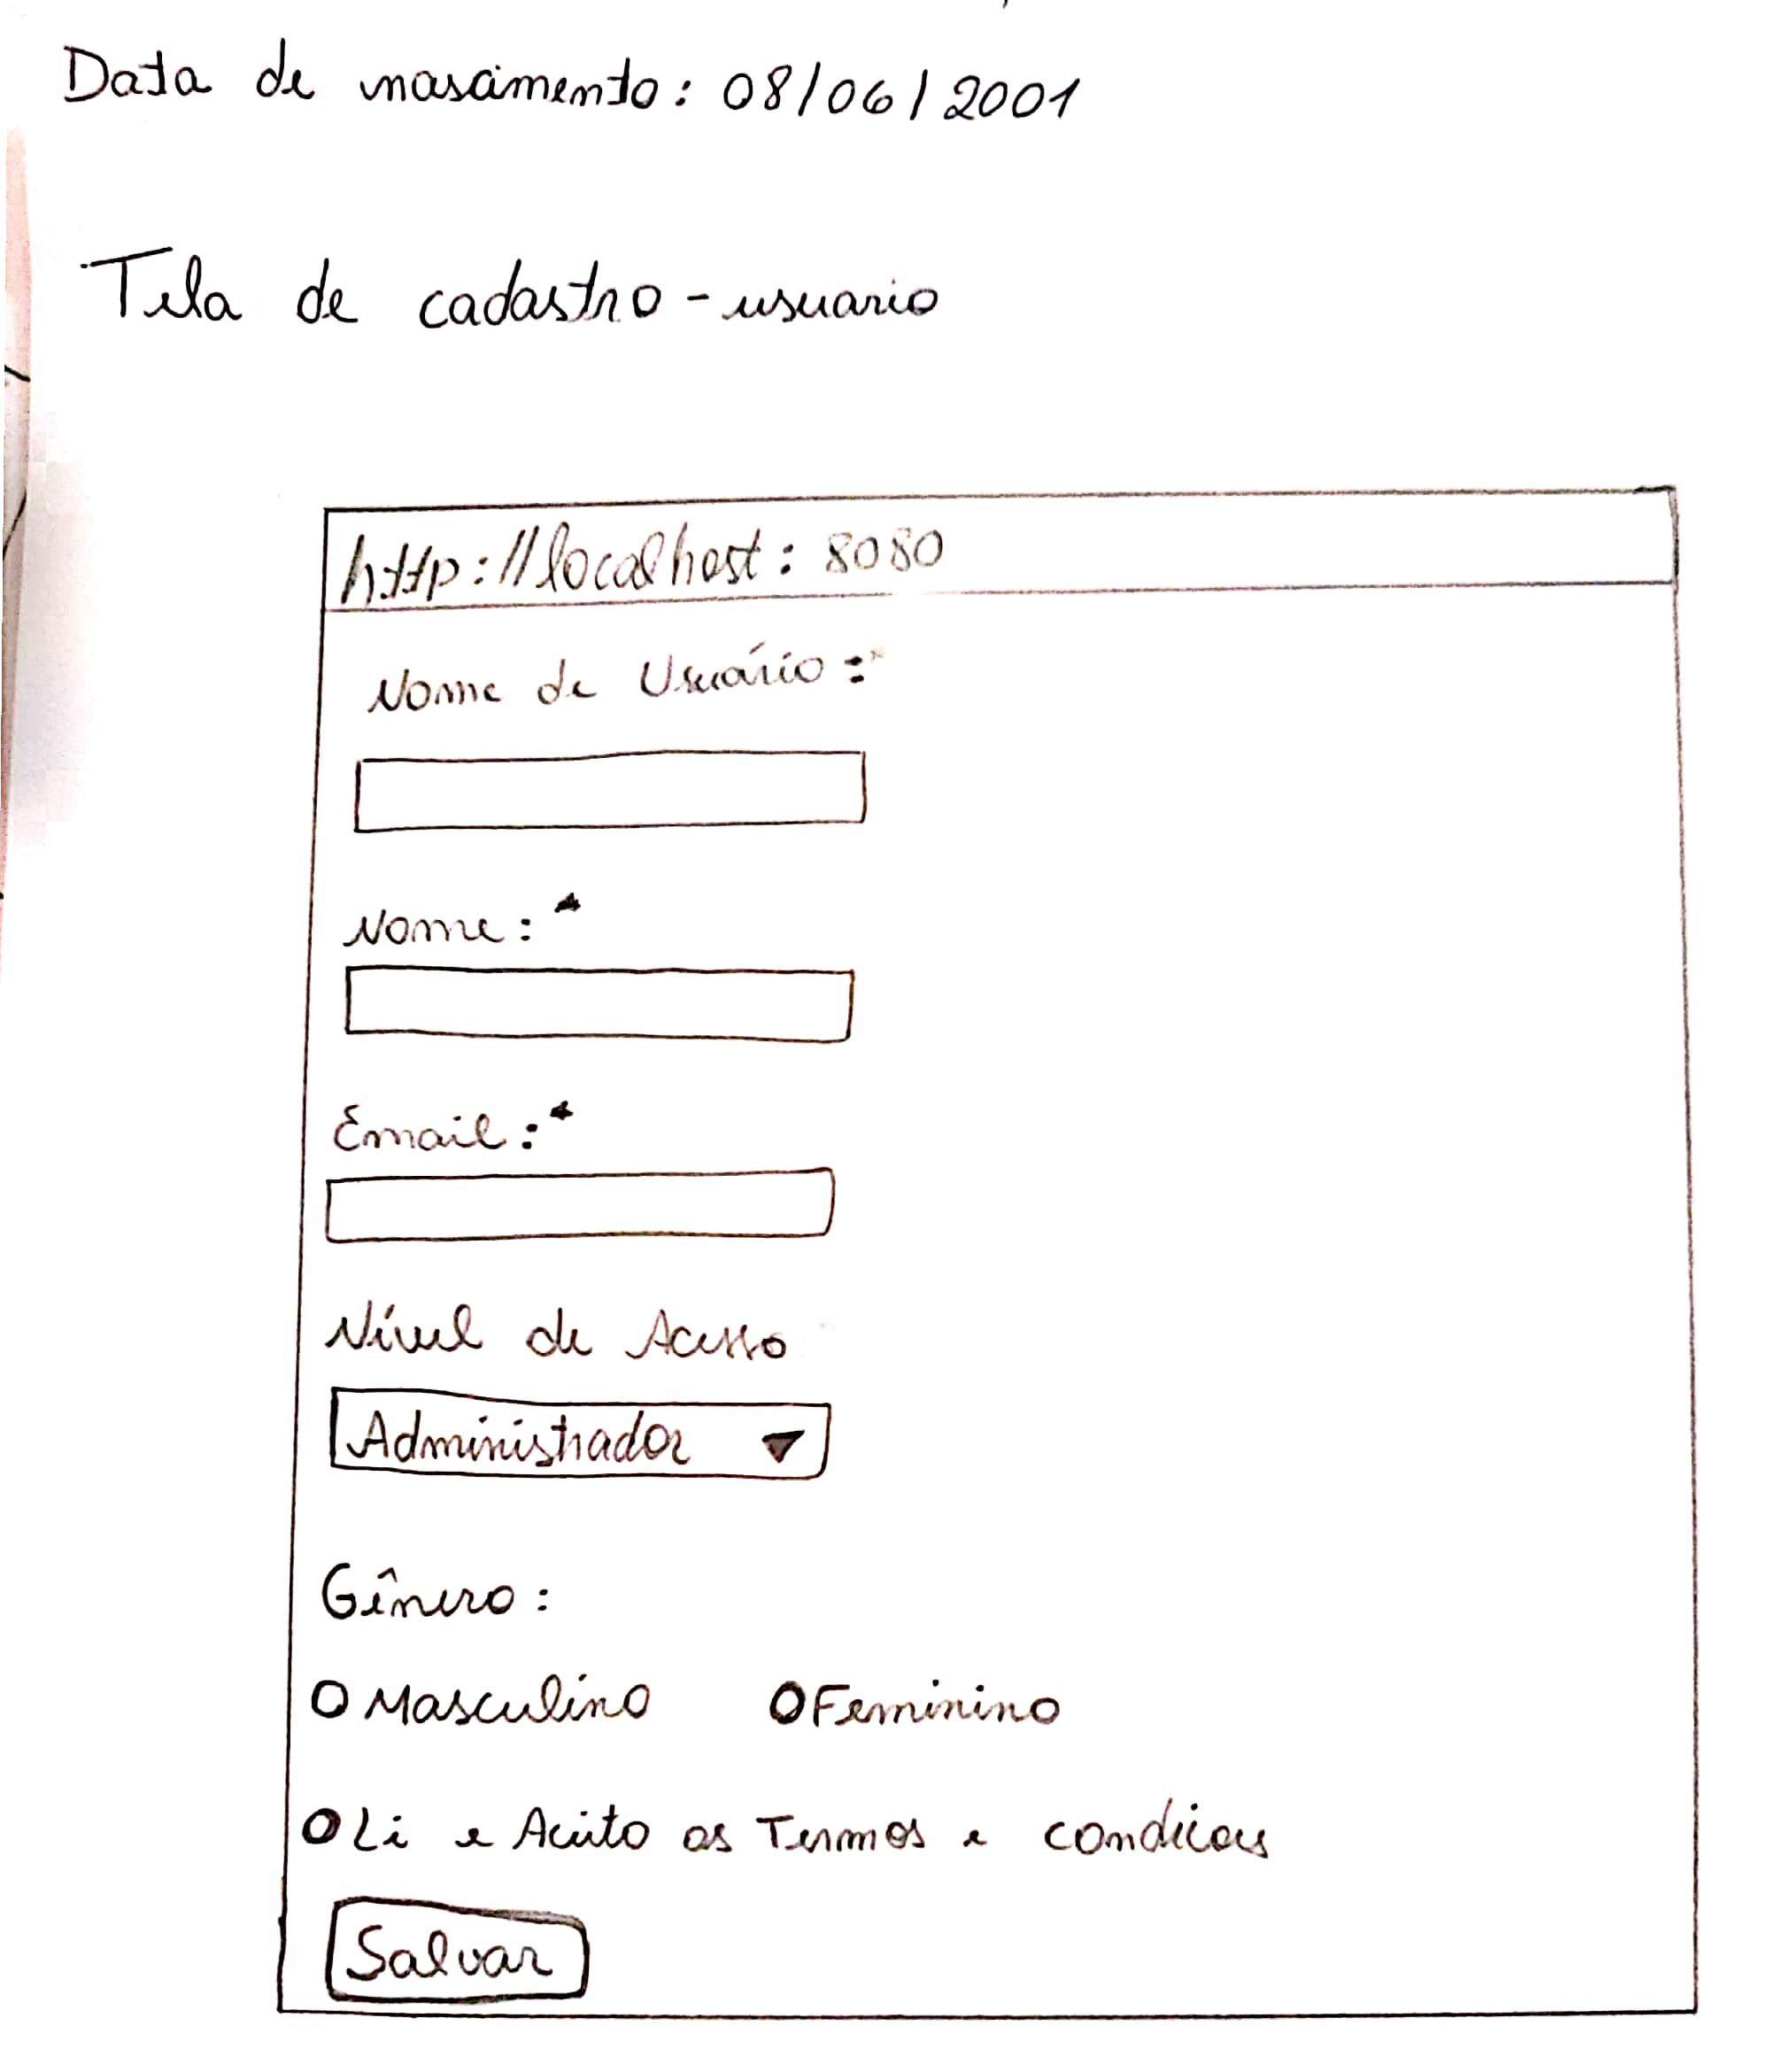 Data de nascimento: 08/06/2001
Tela de cadastro - usuario
http://localhost: 8080
Nome de Usuário:*
Nome:*
Email:*
Nível de Acesso
Administrador
Gênero:
Masculino Feminino
Li e Aceito os Termos e condicoes
Salvar